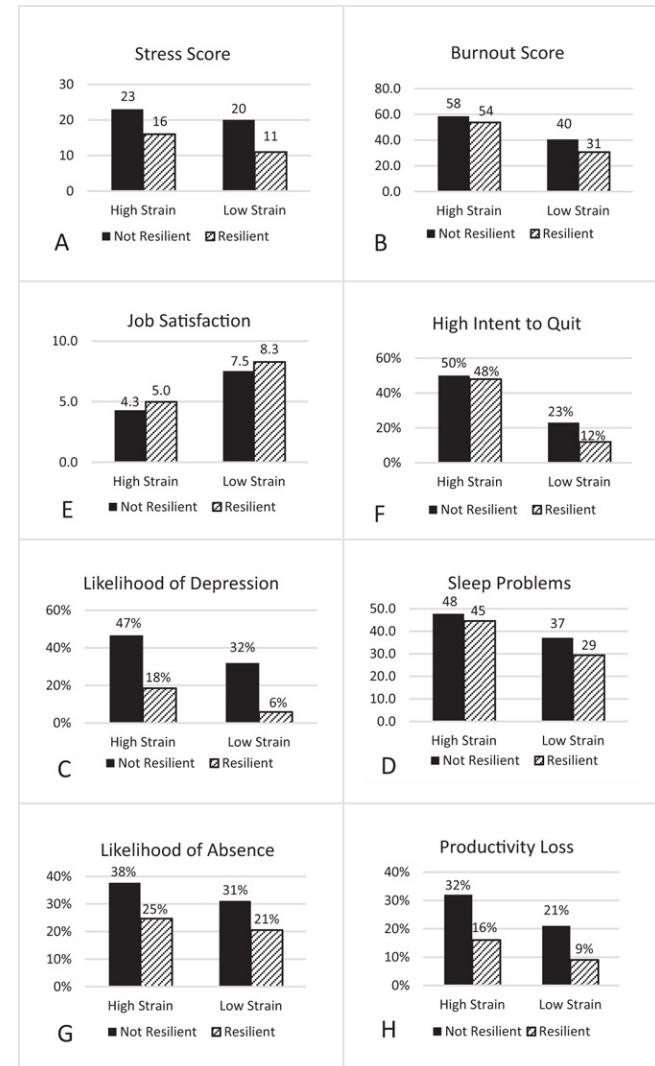 Stress Score
30
23
20
20
16
11
10
0
High Strain Low Strain
A
Not Resilient Resilient
Burnout Score
80.0
58
54
60.0
40
40.0
31
20.0
0.0
High Strain Low Strain
B
Not Resilient Resilient
Job Satisfaction
10.0
8.3
7.5
5.0
5.0
4.3
0.0
High Strain Low Strain
E
Not Resilient Resilient
High Intent to Quit
60%
50%
48%
40%
23%
20%
12%
0%
High Strain Low Strain
F
Not Resilient Resilient
Likelihood of Depression
60%
47%
40%
32%
20%
18%
6%
0%
High Strain Low Strain
C
Not Resilient Resilient
Sleep Problems
50.0
48
45
40.0
37
30.0
29
20.0
10.0
0.0
High Strain Low Strain
D
Not Resilient Resilient
Likelihood of Absence
40%
38%
31%
30%
25%
21%
20%
10%
0%
High Strain Low Strain
G
Not Resilient Resilient
Productivity Loss
40%
32%
30%
21%
20%
16%
10%
9%
0%
High Strain Low Strain
H
Not Resilient Resilient